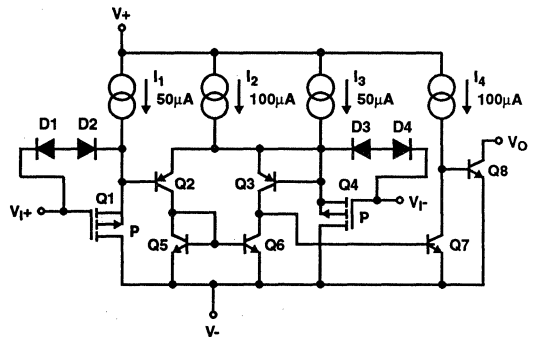 V+
I1 I2 I3 I4
50μA 100μA 50μA 100μA
D1 D2 D3 D4
VO
Q8
Q1 Q2 Q3 Q4
VI+ P P VI-
Q5 Q6 Q7
V-